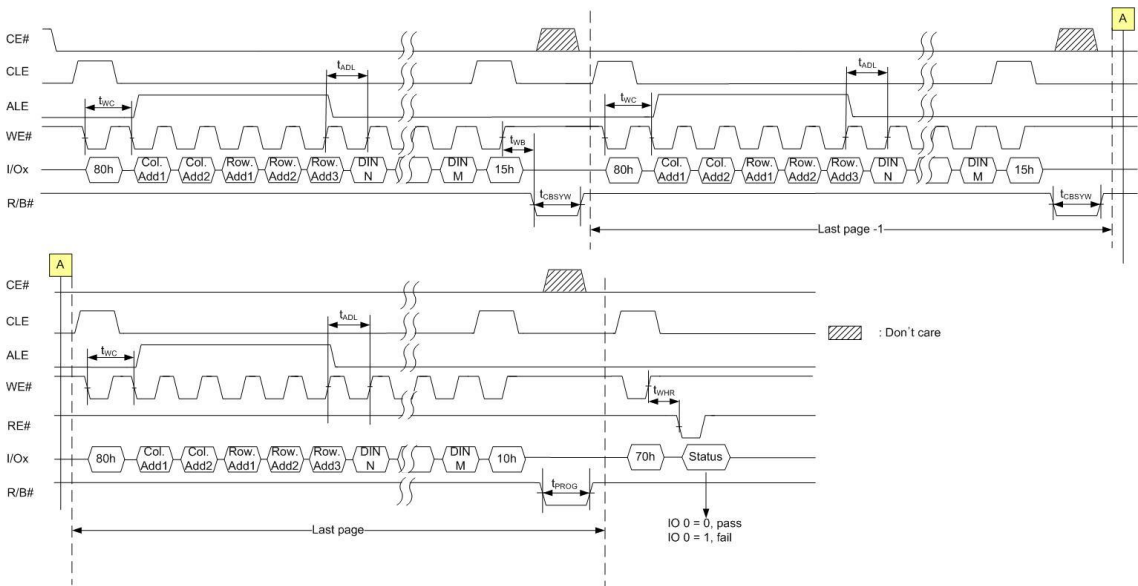 A
CE#
CLE
tADL
tADL
ALE
tWC
tWC
WE#
tWB
I/Ox
80h
Col. Add1
Col. Add2
Row. Add1
Row. Add2
Row. Add3
DIN N
DIN M
15h
80h
Col. Add1
Col. Add2
Row. Add1
Row. Add2
Row. Add3
DIN N
DIN M
15h
R/B#
tCBSYW
tCBSYW
Last page -1
A
CE#
CLE
tADL
: Don't care
ALE
tWC
WE#
tWHR
RE#
I/Ox
80h
Col. Add1
Col. Add2
Row. Add1
Row. Add2
Row. Add3
DIN N
DIN M
10h
70h
Status
R/B#
tPROG
Last page
IO 0 = 0, pass
IO 0 = 1, fail